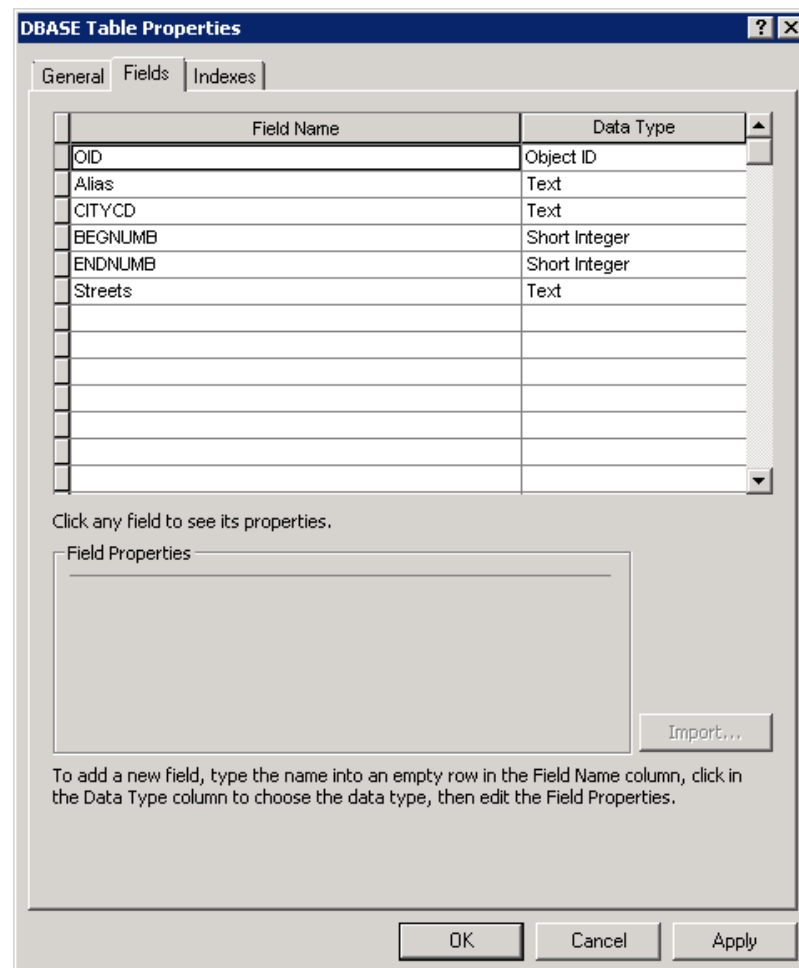 DBASE Table Properties
General Fields Indexes
Field Name Data Type
OID Object ID
Alias Text
CITYCD Text
BEGNUMB Short Integer
ENDNUMB Short Integer
Streets Text
Click any field to see its properties.
Field Properties
Import...
To add a new field, type the name into an empty row in the Field Name column, click in
the Data Type column to choose the data type, then edit the Field Properties.
OK Cancel Apply